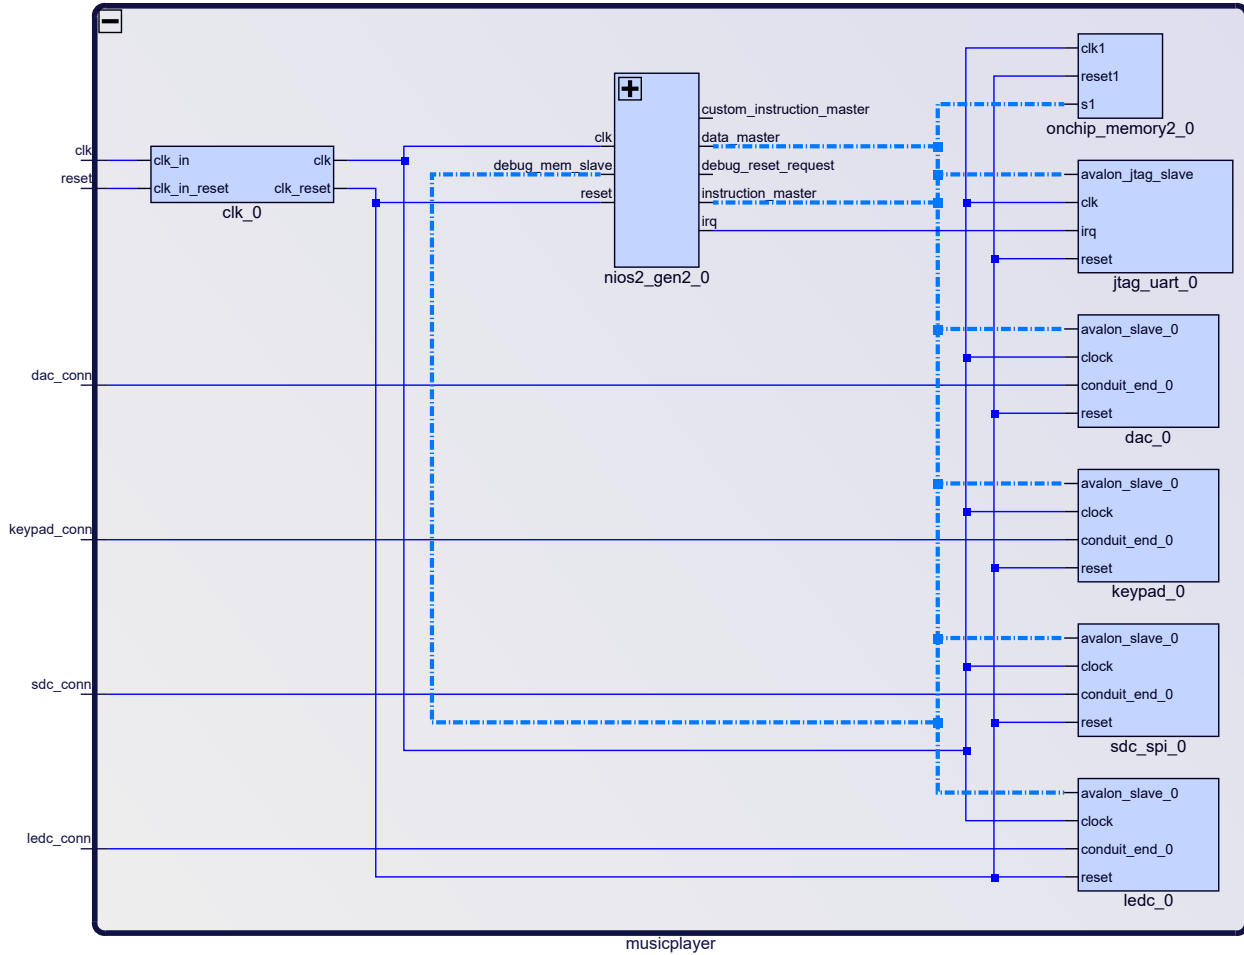 clk
reset
clk_in
clk_in_reset
clk
clk_reset
clk_0
clk
debug_mem_slave
reset
custom_instruction_master
data_master
debug_reset_request
instruction_master
irq
nios2_gen2_0
clk1
reset1
s1
onchip_memory2_0
avalon_jtag_slave
clk
irq
reset
jtag_uart_0
dac_conn
avalon_slave_0
clock
conduit_end_0
reset
dac_0
keypad_conn
avalon_slave_0
clock
conduit_end_0
reset
keypad_0
sdc_conn
avalon_slave_0
clock
conduit_end_0
reset
sdc_spi_0
ledc_conn
avalon_slave_0
clock
conduit_end_0
reset
ledc_0
musicplayer